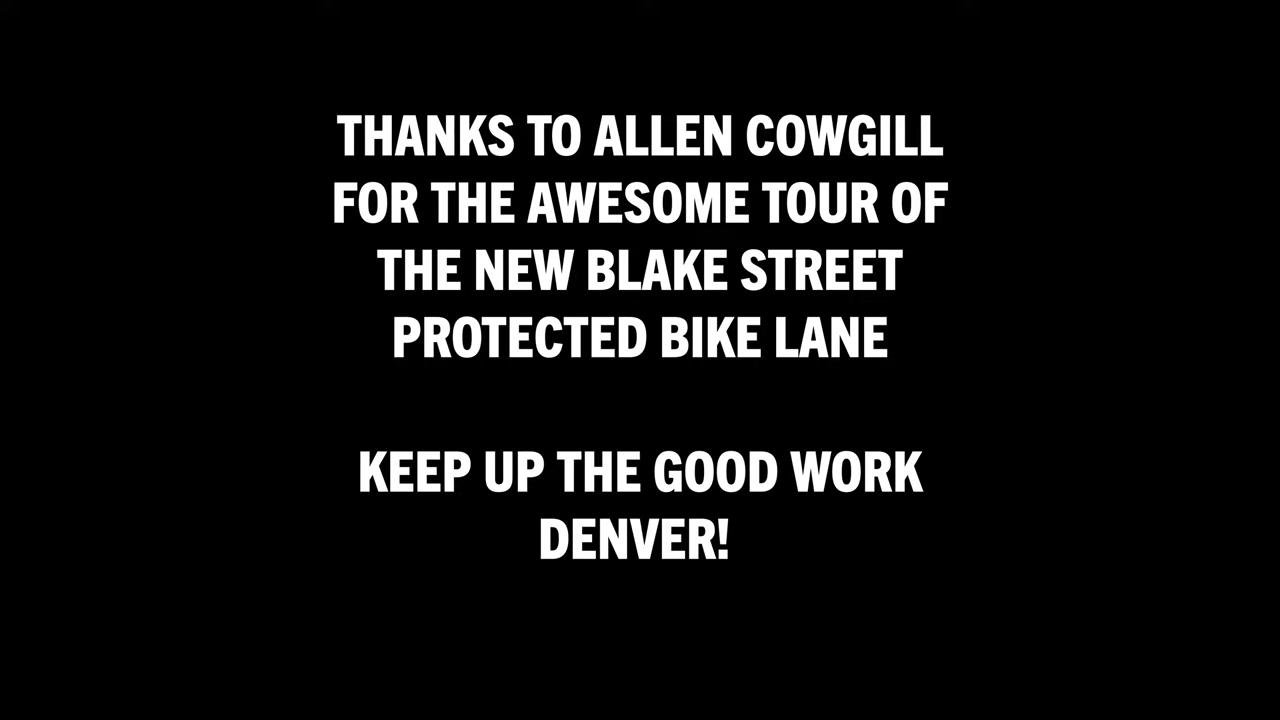 THANKS TO ALLEN COWGILL
FOR THE AWESOME TOUR OF
THE NEW BLAKE STREET
PROTECTED BIKE LANE
KEEP UP THE GOOD WORK
DENVER!